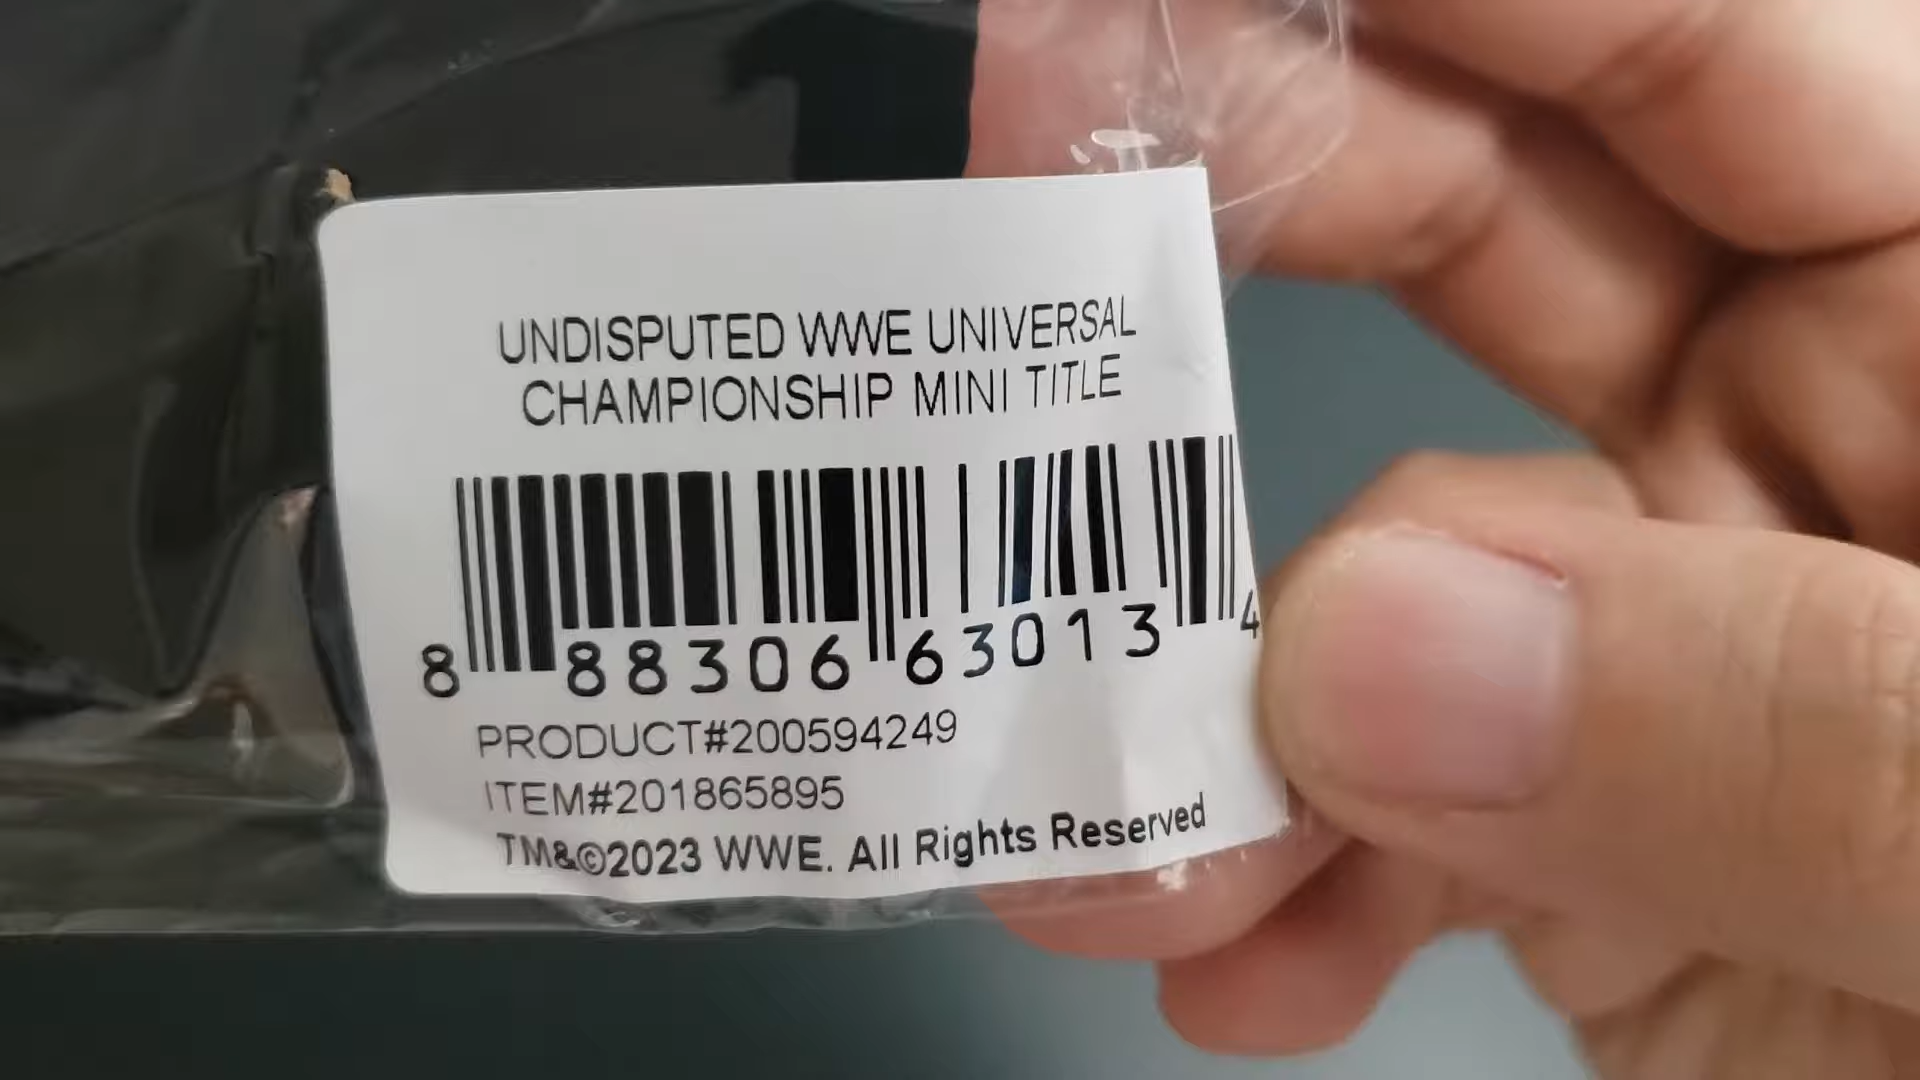 UNDISPUTED WWE UNIVERSAL
CHAMPIONSHIP MINI TITLE
8 88306 63013 4
PRODUCT#200594249
ITEM#201865895
TM&©2023 WWE. All Rights Reserved